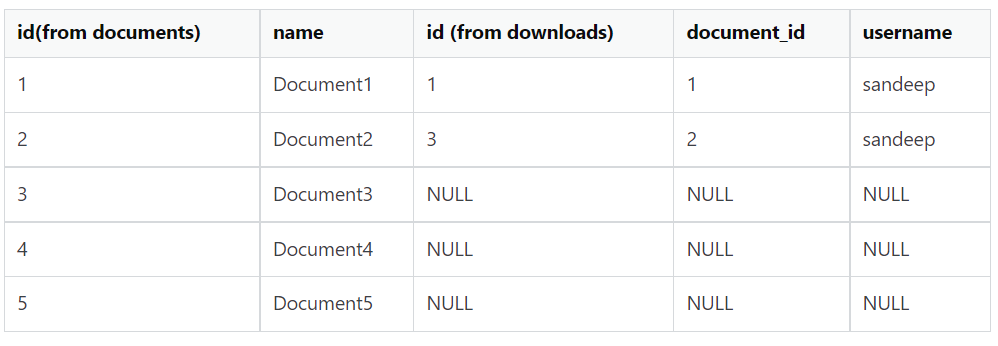 id(from documents) name id (from downloads) document_id username
1 Document1 1 1 sandeep
2 Document2 3 2 sandeep
3 Document3 NULL NULL NULL
4 Document4 NULL NULL NULL
5 Document5 NULL NULL NULL